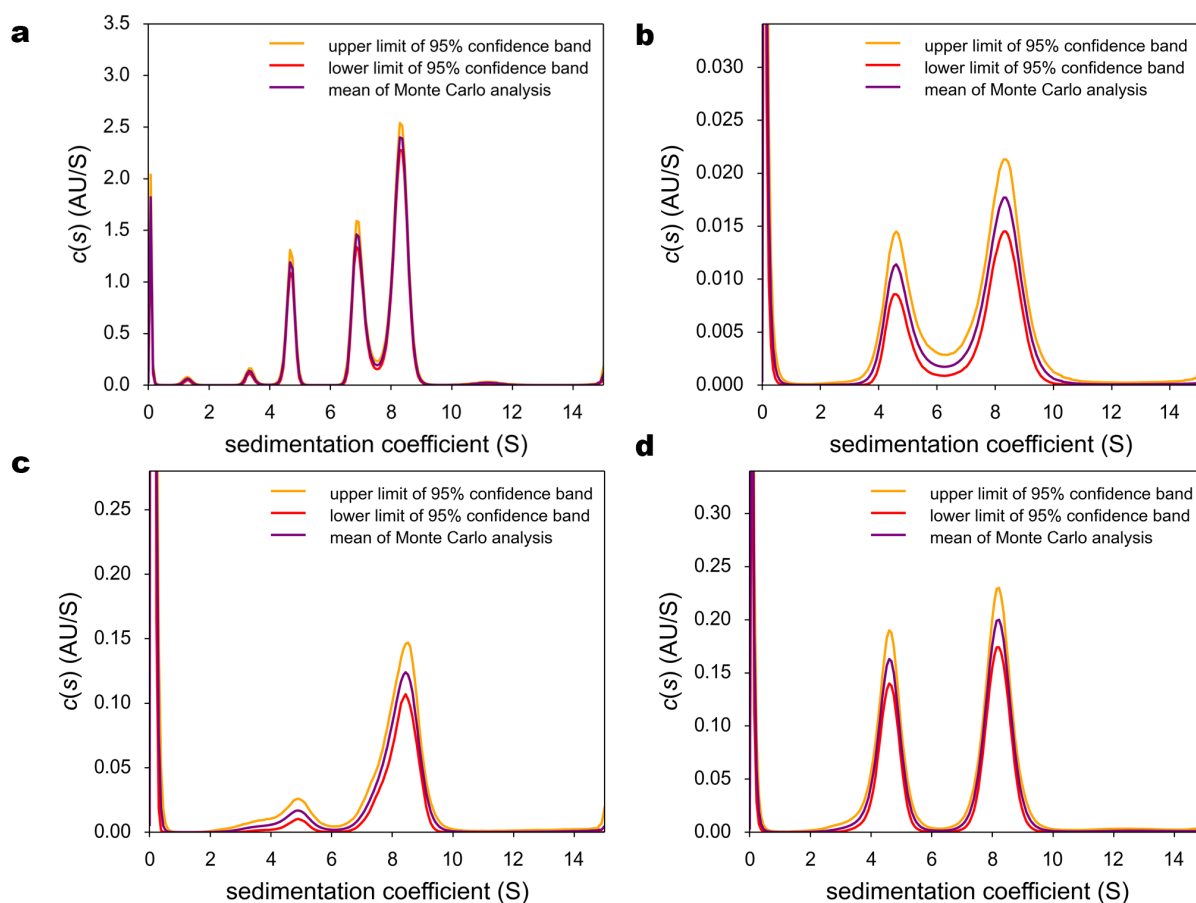 a
3.5
3.0
2.5
2.0
1.5
1.0
0.5
0.0
c(s) (AU/S)
upper limit of 95% confidence band
lower limit of 95% confidence band
mean of Monte Carlo analysis
0 2 4 6 8 10 12 14
sedimentation coefficient (S)
b
0.030
0.025
0.020
0.015
0.010
0.005
0.000
c(s) (AU/S)
upper limit of 95% confidence band
lower limit of 95% confidence band
mean of Monte Carlo analysis
0 2 4 6 8 10 12 14
sedimentation coefficient (S)
c
0.25
0.20
0.15
0.10
0.05
0.00
c(s) (AU/S)
upper limit of 95% confidence band
lower limit of 95% confidence band
mean of Monte Carlo analysis
0 2 4 6 8 10 12 14
sedimentation coefficient (S)
d
0.30
0.25
0.20
0.15
0.10
0.05
0.00
c(s) (AU/S)
upper limit of 95% confidence band
lower limit of 95% confidence band
mean of Monte Carlo analysis
0 2 4 6 8 10 12 14
sedimentation coefficient (S)